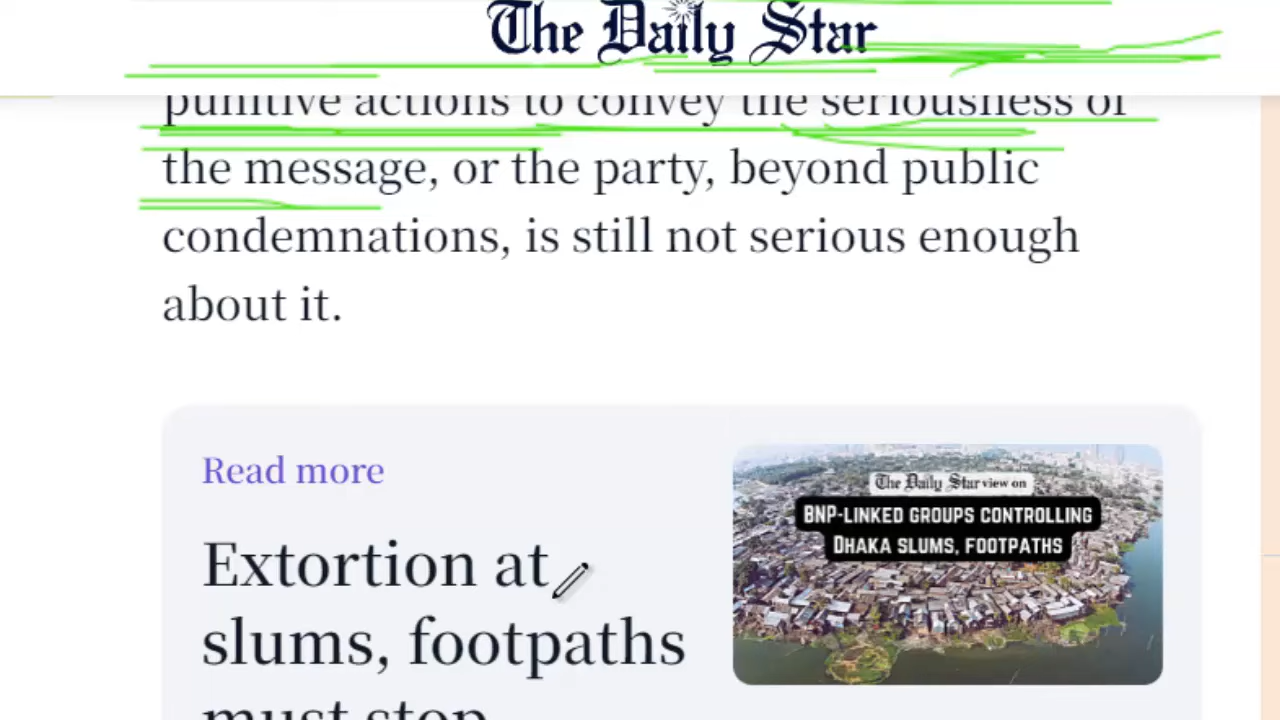 The Daily Star
punitive actions to convey the seriousness of
the message, or the party, beyond public
condemnations, is still not serious enough
about it.
Read more
Extortion at
slums, footpaths
must stop
The Daily Star view on
BNP-LINKED GROUPS CONTROLLING
DHAKA SLUMS, FOOTPATHS